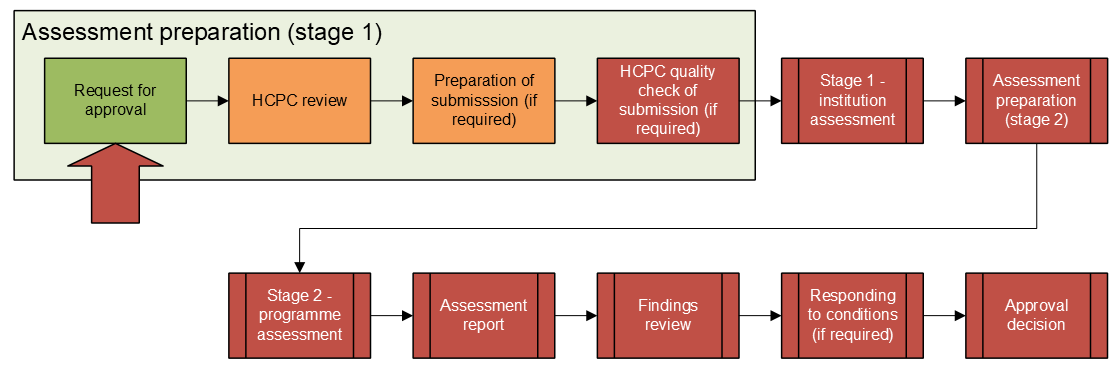 Assessment preparation (stage 1)
Request for
approval
HCPC review
Preparation of
submisssion (if
required)
HCPC quality
check of
submission (if
required)
Stage 1 -
institution
assessment
Assessment
preparation
(stage 2)
Stage 2 -
programme
assessment
Assessment
report
Findings
review
Responding
to conditions
(if required)
Approval
decision